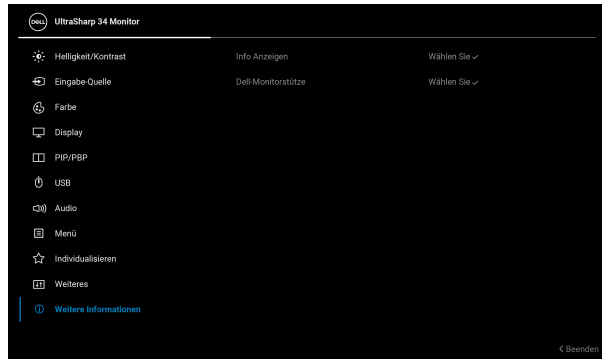 DELL UltraSharp 34 Monitor
Helligkeit/Kontrast Info Anzeigen Wählen Sie
Eingabe-Quelle Dell-Monitorstütze Wählen Sie
Farbe
Display
PIP/PBP
USB
Audio
Menü
Individualisieren
Weiteres
Weitere Informationen
Beenden